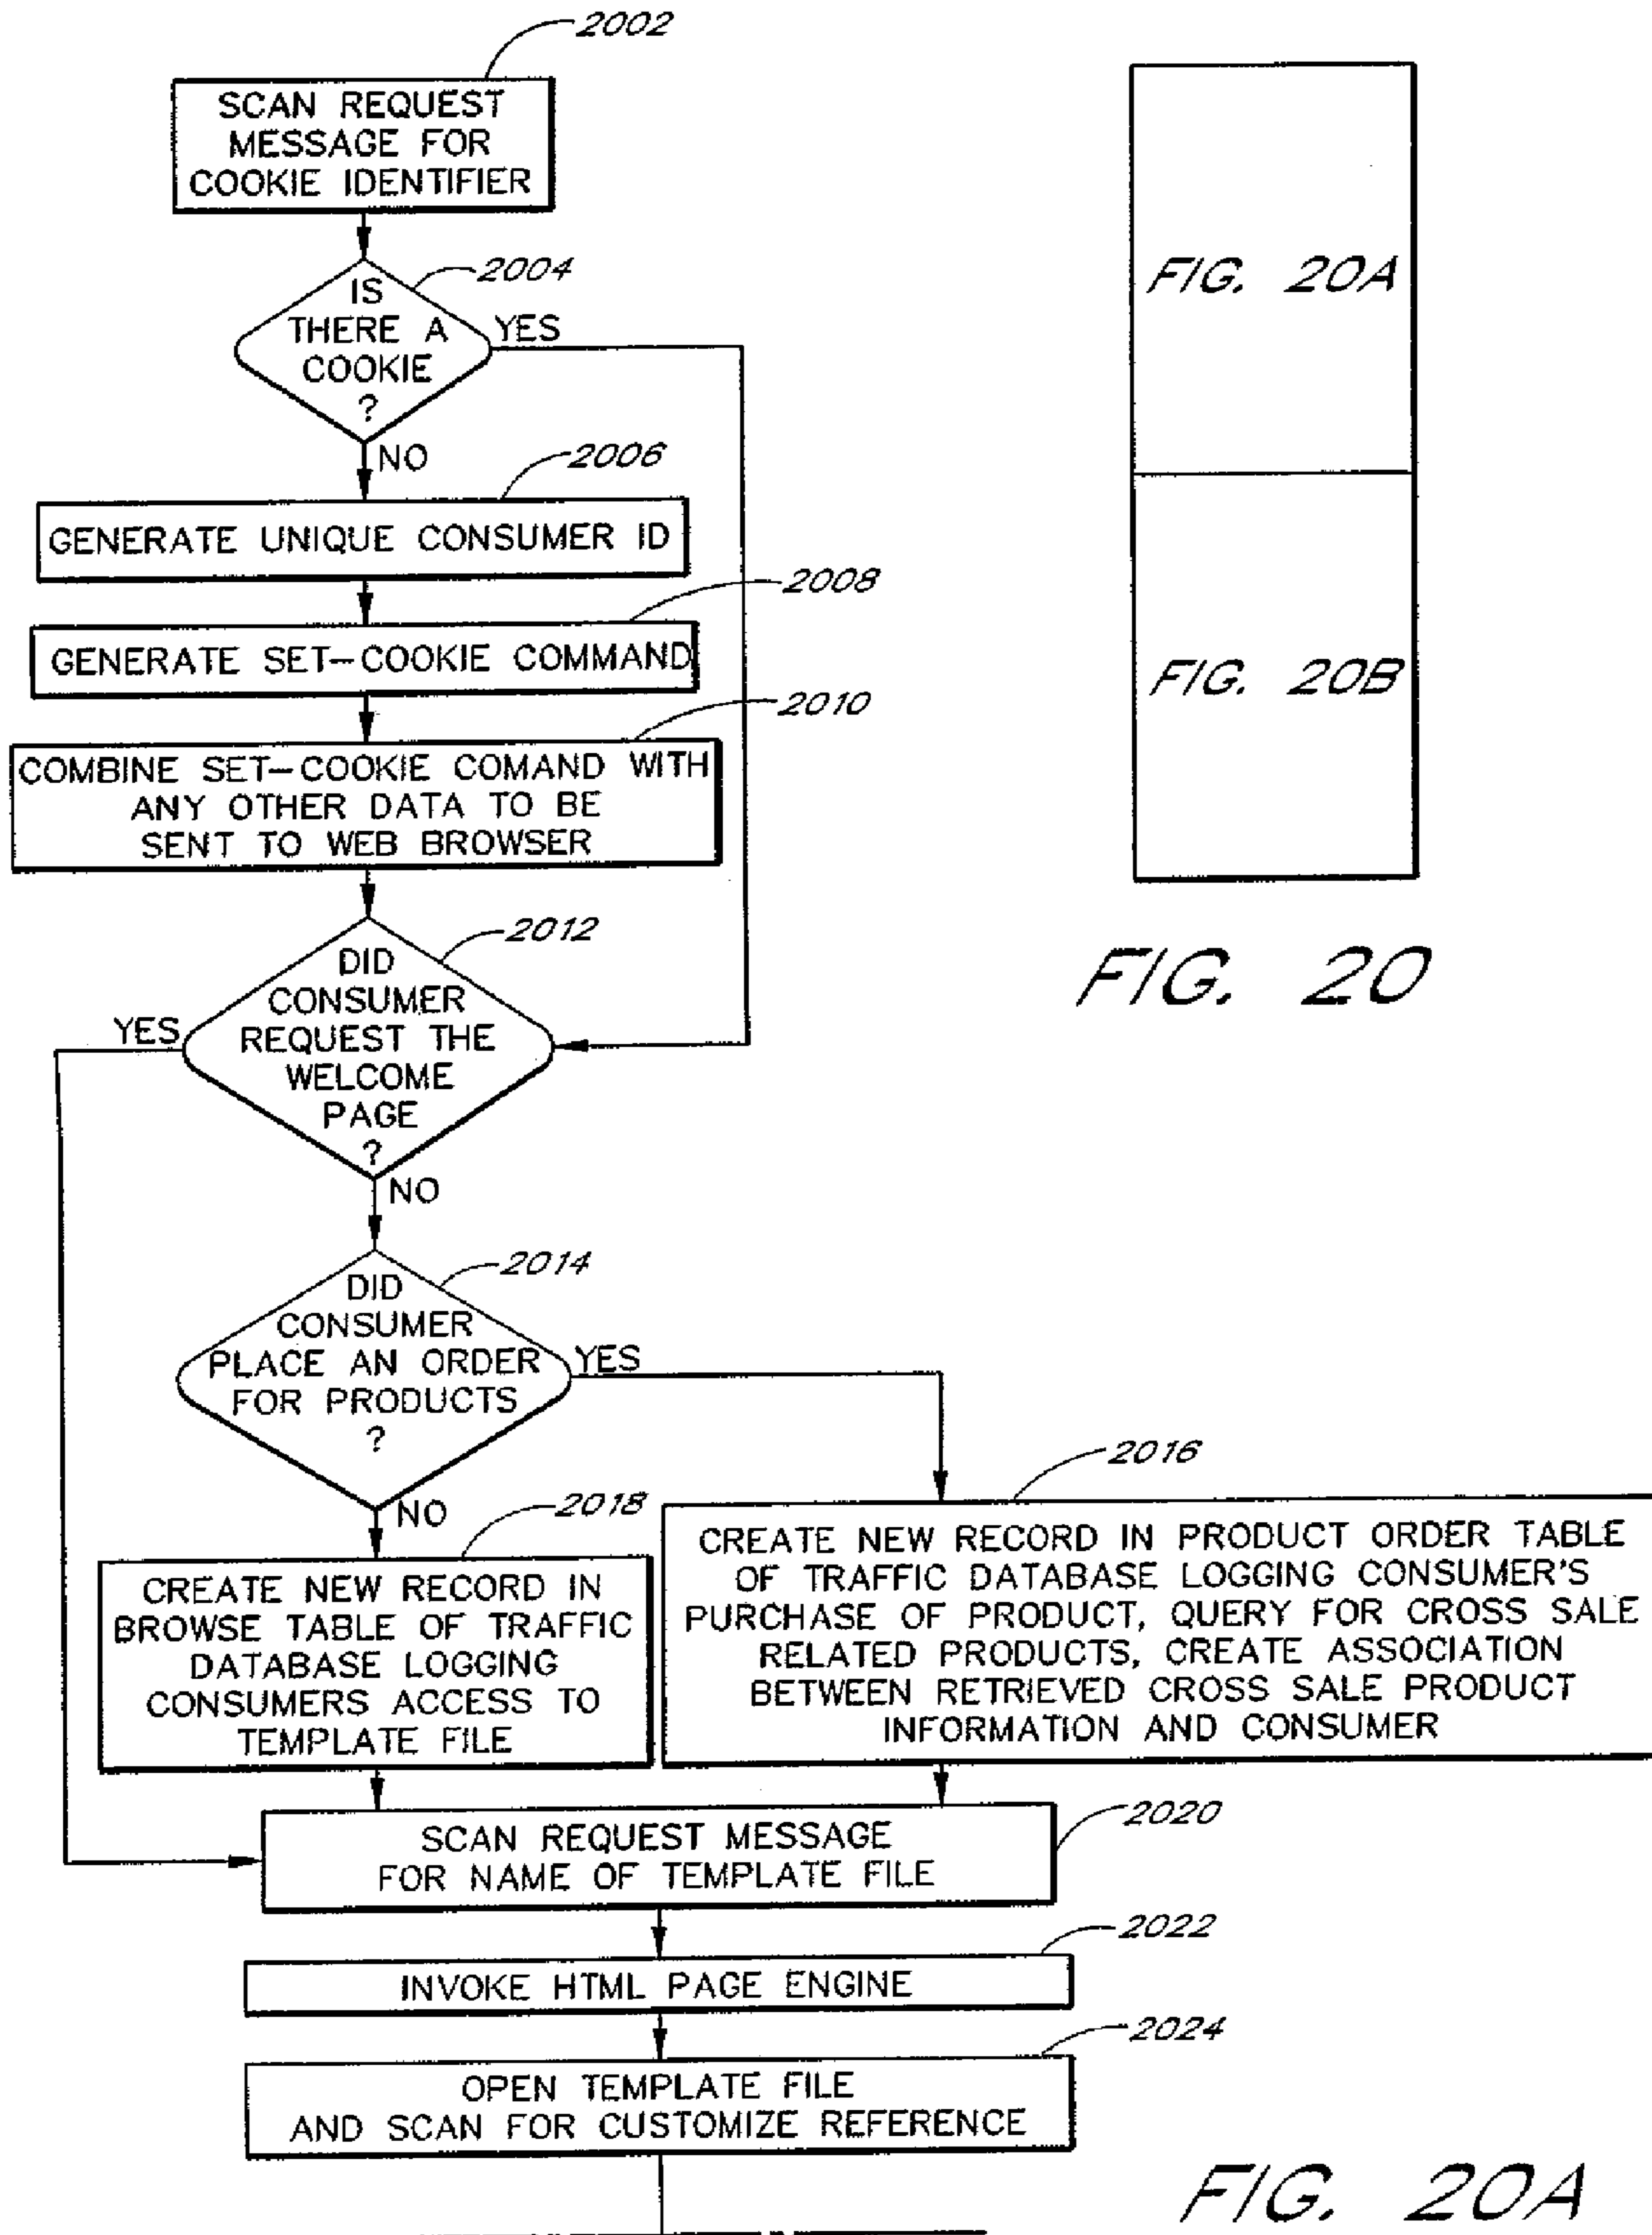 2002
SCAN REQUEST
MESSAGE FOR
COOKIE IDENTIFIER
2004
IS
THERE A
COOKIE
?
YES
NO
2006
GENERATE UNIQUE CONSUMER ID
2008
GENERATE SET-COOKIE COMMAND
2010
COMBINE SET-COOKIE COMAND WITH
ANY OTHER DATA TO BE
SENT TO WEB BROWSER
2012
DID
CONSUMER
REQUEST THE
WELCOME
PAGE
?
YES
NO
2014
DID
CONSUMER
PLACE AN ORDER
FOR PRODUCTS
?
YES
NO
2016
CREATE NEW RECORD IN PRODUCT ORDER TABLE
OF TRAFFIC DATABASE LOGGING CONSUMER'S
PURCHASE OF PRODUCT, QUERY FOR CROSS SALE
RELATED PRODUCTS, CREATE ASSOCIATION
BETWEEN RETRIEVED CROSS SALE PRODUCT
INFORMATION AND CONSUMER
2018
CREATE NEW RECORD IN
BROWSE TABLE OF TRAFFIC
DATABASE LOGGING
CONSUMERS ACCESS TO
TEMPLATE FILE
2020
SCAN REQUEST MESSAGE
FOR NAME OF TEMPLATE FILE
2022
INVOKE HTML PAGE ENGINE
2024
OPEN TEMPLATE FILE
AND SCAN FOR CUSTOMIZE REFERENCE
FIG. 20A
FIG. 20B
FIG. 20
FIG. 20A